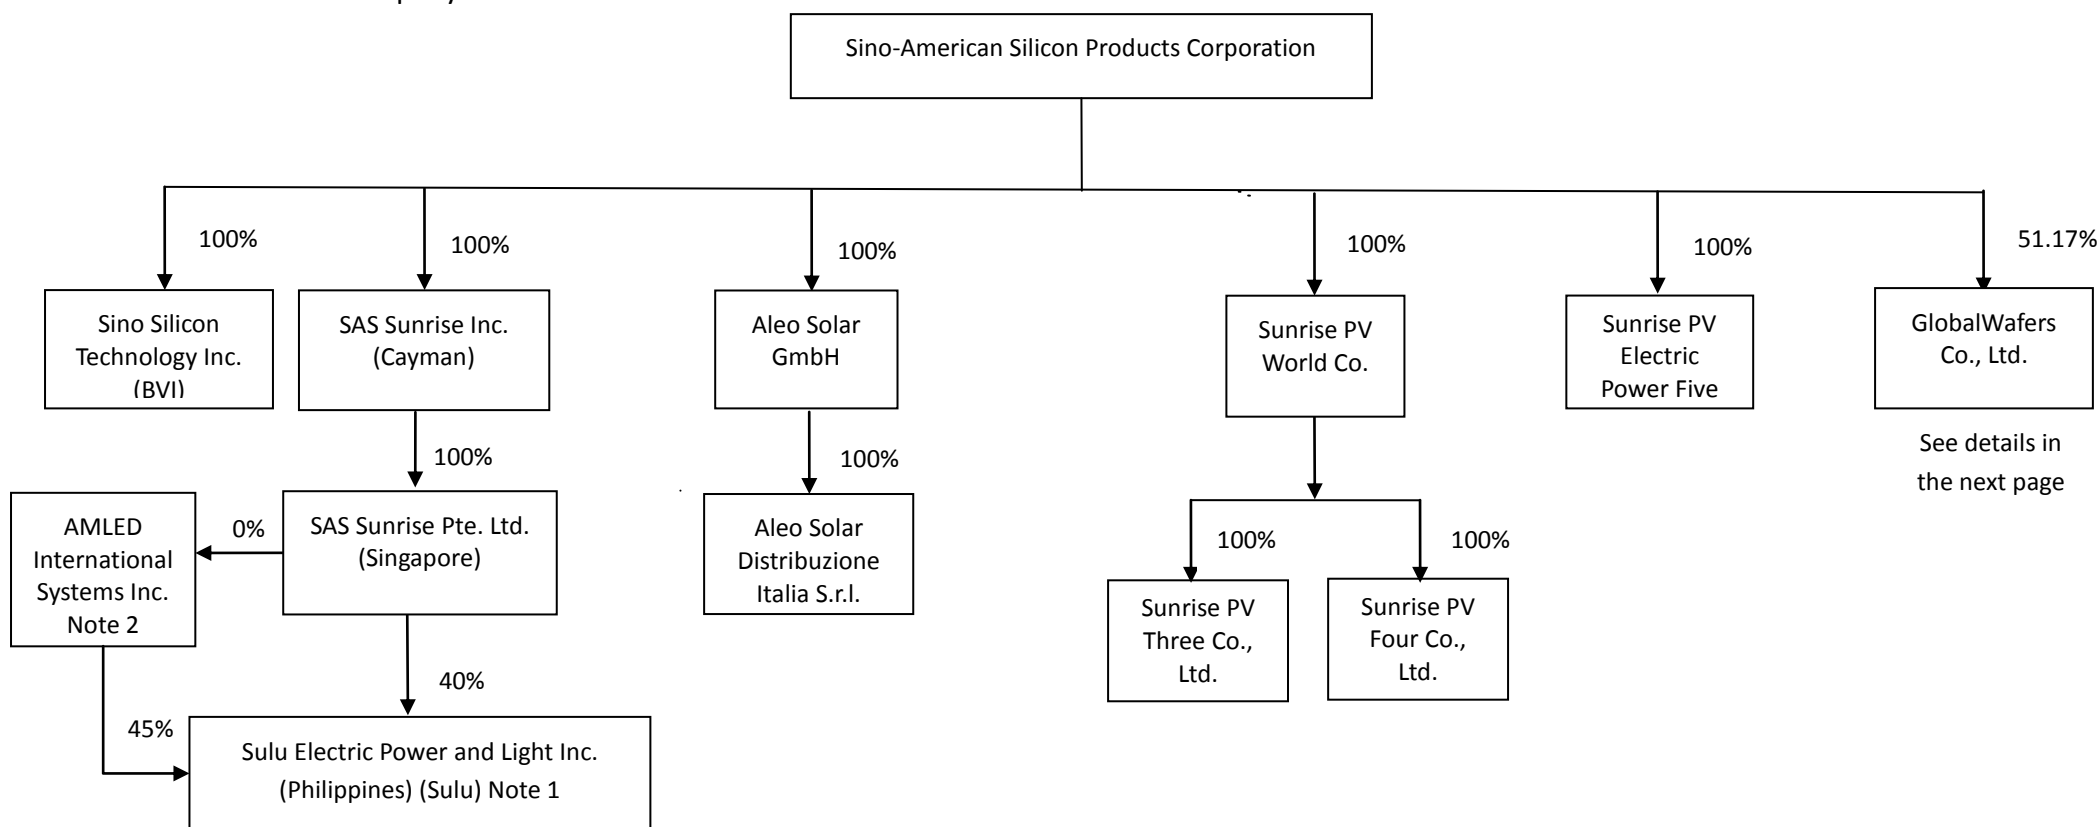 Sino-American Silicon Products Corporation
100%
100%
100%
100%
100%
51.17%
Sino Silicon
Technology Inc.
(BVI)
SAS Sunrise Inc.
(Cayman)
Aleo Solar
GmbH
Sunrise PV
World Co.
Sunrise PV
Electric
Power Five
GlobalWafers
Co., Ltd.
See details in
the next page
100%
100%
AMLED
International
Systems Inc.
Note 2
0%
SAS Sunrise Pte. Ltd.
(Singapore)
Aleo Solar
Distribuzione
Italia S.r.l.
100%
100%
Sunrise PV
Three Co.,
Ltd.
Sunrise PV
Four Co.,
Ltd.
40%
45%
Sulu Electric Power and Light Inc.
(Philippines) (Sulu) Note 1